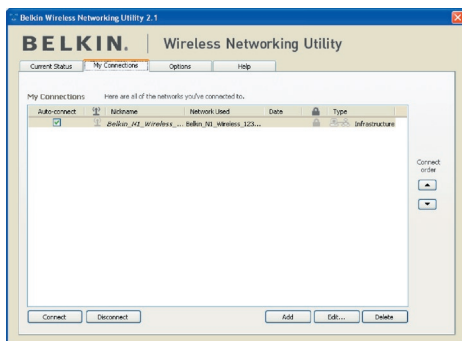 Belkin Wireless Networking Utility 2.1
BELKIN. Wireless Networking Utility
Current Status My Connections Options Help
My Connections Here are all of the networks you've connected to.
Auto-connect Nickname Network Used Date Type
Belkin_N1_Wireless_... Belkin_N1_Wireless_123... Infrastructure
Connect
order
Connect Disconnect Add Edit... Delete